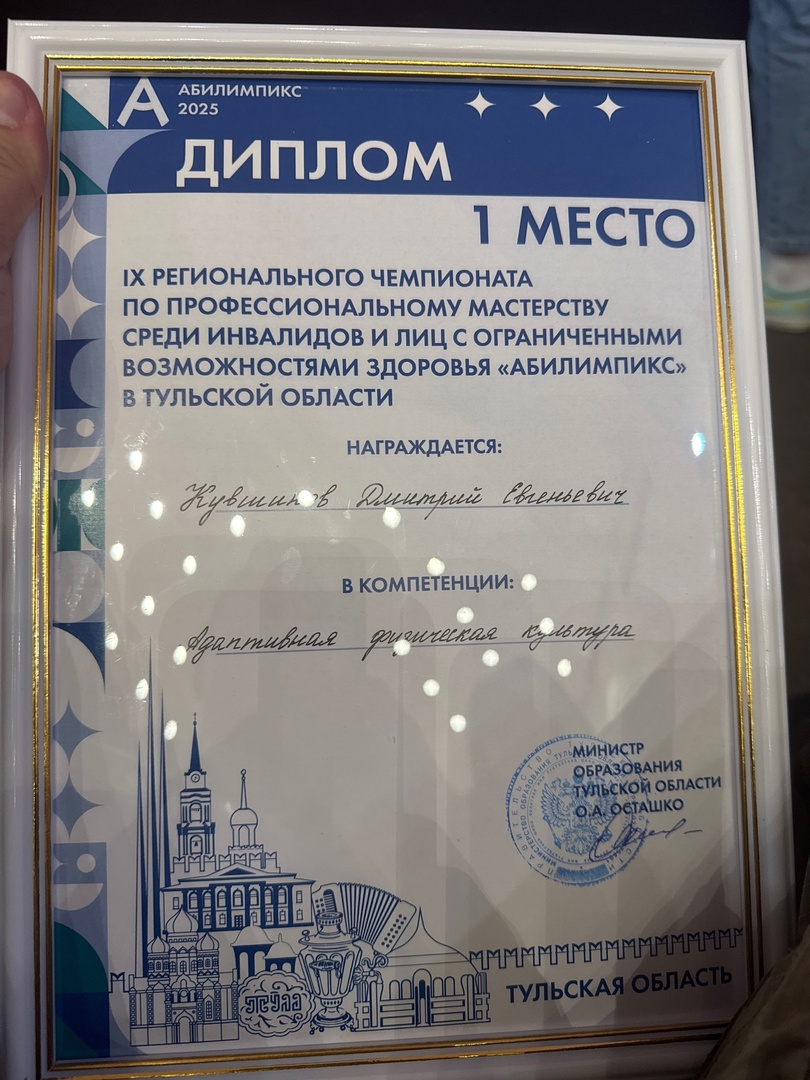 АБИЛИМПИКС
2025
ДИПЛОМ
1 МЕСТО
IX РЕГИОНАЛЬНОГО ЧЕМПИОНАТА
ПО ПРОФЕССИОНАЛЬНОМУ МАСТЕРСТВУ
СРЕДИ ИНВАЛИДОВ И ЛИЦ С ОГРАНИЧЕННЫМИ
ВОЗМОЖНОСТЯМИ ЗДОРОВЬЯ «АБИЛИМПИКС»
В ТУЛЬСКОЙ ОБЛАСТИ
НАГРАЖДАЕТСЯ:
Кувшинов Дмитрий Евгеньевич
В КОМПЕТЕНЦИИ:
Адаптивная физическая культура
МИНИСТР
ОБРАЗОВАНИЯ
ТУЛЬСКОЙ ОБЛАСТИ
О.А. ОСТАШКО
ТУЛА
ТУЛЬСКАЯ ОБЛАСТЬ